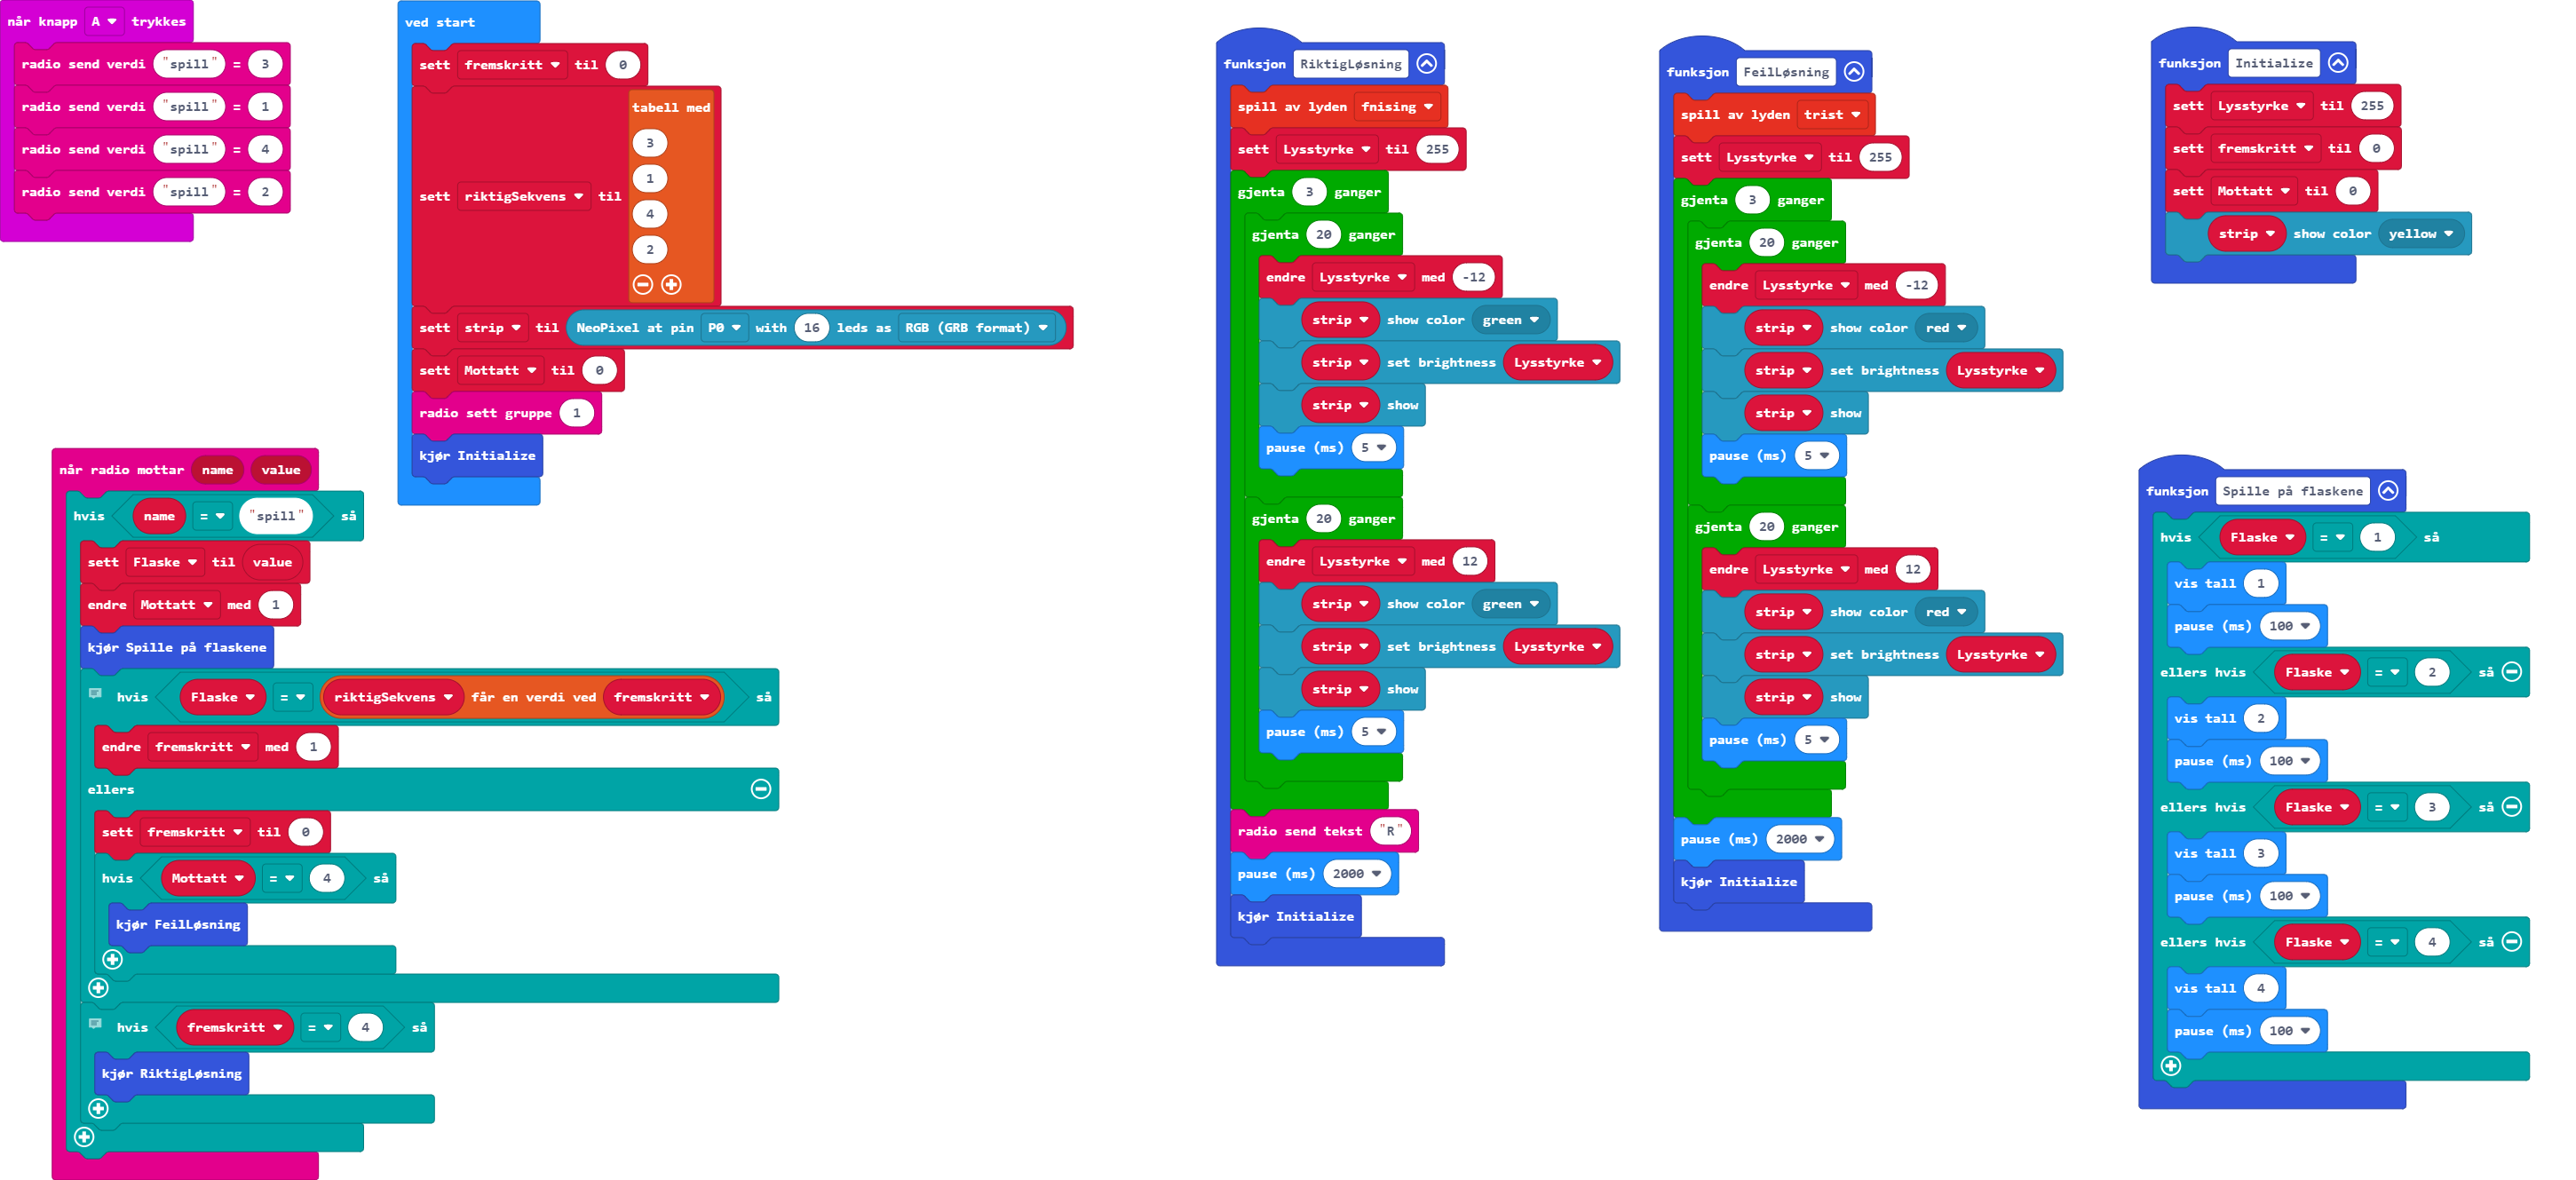 når knapp A trykkes
radio send verdi "spill" = 3
radio send verdi "spill" = 1
radio send verdi "spill" = 4
radio send verdi "spill" = 2
ved start
sett fremskritt til 0
sett riktigSekvens til
tabell med
3
1
4
2
sett strip til NeoPixel at pin P0 with 16 leds as RGB (GRB format)
sett Mottatt til 0
radio sett gruppe 1
kjør Initialize
når radio mottar name value
hvis name = "spill" så
sett Flaske til value
endre Mottatt med 1
kjør Spille på flaskene
hvis Flaske = riktigSekvens får en verdi ved fremskritt så
endre fremskritt med 1
ellers
sett fremskritt til 0
hvis Mottatt = 4 så
kjør FeilLøsning
hvis fremskritt = 4 så
kjør RiktigLøsning
funksjon RiktigLøsning
spill av lyden fnising
sett Lysstyrke til 255
gjenta 3 ganger
gjenta 20 ganger
endre Lysstyrke med -12
strip show color green
strip set brightness Lysstyrke
strip show
pause (ms) 5
gjenta 20 ganger
endre Lysstyrke med 12
strip show color green
strip set brightness Lysstyrke
strip show
pause (ms) 5
radio send tekst "R"
pause (ms) 2000
kjør Initialize
funksjon FeilLøsning
spill av lyden trist
sett Lysstyrke til 255
gjenta 3 ganger
gjenta 20 ganger
endre Lysstyrke med -12
strip show color red
strip set brightness Lysstyrke
strip show
pause (ms) 5
gjenta 20 ganger
endre Lysstyrke med 12
strip show color red
strip set brightness Lysstyrke
strip show
pause (ms) 5
pause (ms) 2000
kjør Initialize
funksjon Initialize
sett Lysstyrke til 255
sett fremskritt til 0
sett Mottatt til 0
strip show color yellow
funksjon Spille på flaskene
hvis Flaske = 1 så
vis tall 1
pause (ms) 100
ellers hvis Flaske = 2 så
vis tall 2
pause (ms) 100
ellers hvis Flaske = 3 så
vis tall 3
pause (ms) 100
ellers hvis Flaske = 4 så
vis tall 4
pause (ms) 100